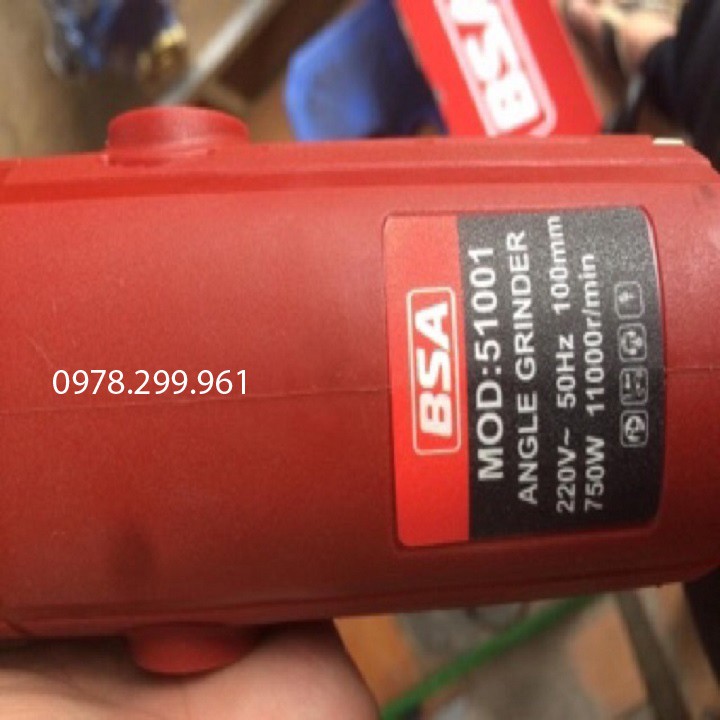 BSA
0978.299.961
BSA
MOD:51001
ANGLE GRINDER
220V~ 50Hz 100mm
750W 11000r/min